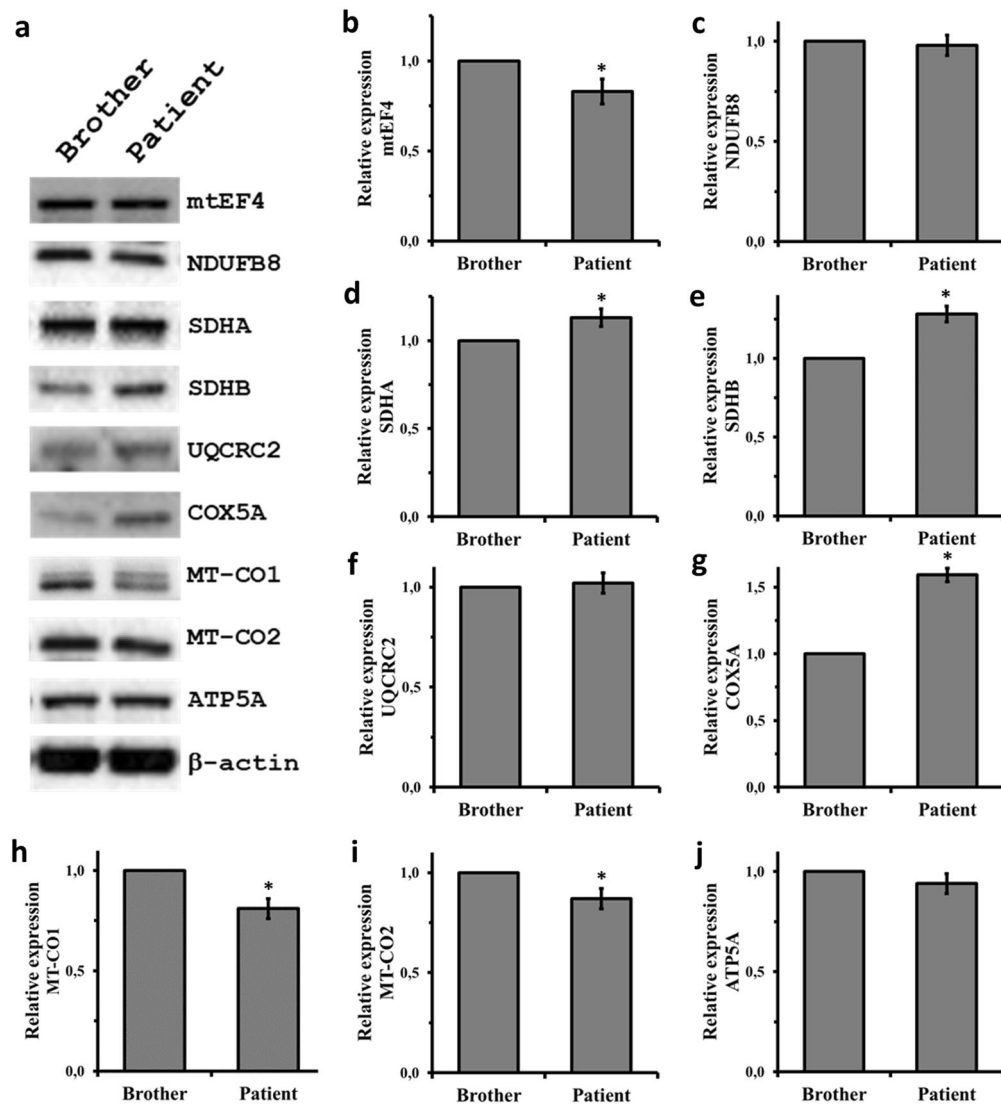 a
Brother
Patient
mtEF4
NDUFB8
SDHA
SDHB
UQCRC2
COX5A
MT-CO1
MT-CO2
ATP5A
β-actin
b
Relative expression
mtEF4
1,0
0,5
0,0
*
Brother Patient
c
Relative expression
NDUFB8
1,0
0,5
0,0
Brother Patient
d
Relative expression
SDHA
1,0
0,5
0,0
*
Brother Patient
e
Relative expression
SDHB
1,0
0,5
0,0
*
Brother Patient
f
Relative expression
UQCRC2
1,0
0,5
0,0
Brother Patient
g
Relative expression
COX5A
1,5
1,0
0,5
0,0
*
Brother Patient
h
Relative expression
MT-CO1
1,0
0,5
0,0
*
Brother Patient
i
Relative expression
MT-CO2
1,0
0,5
0,0
*
Brother Patient
j
Relative expression
ATP5A
1,0
0,5
0,0
Brother Patient